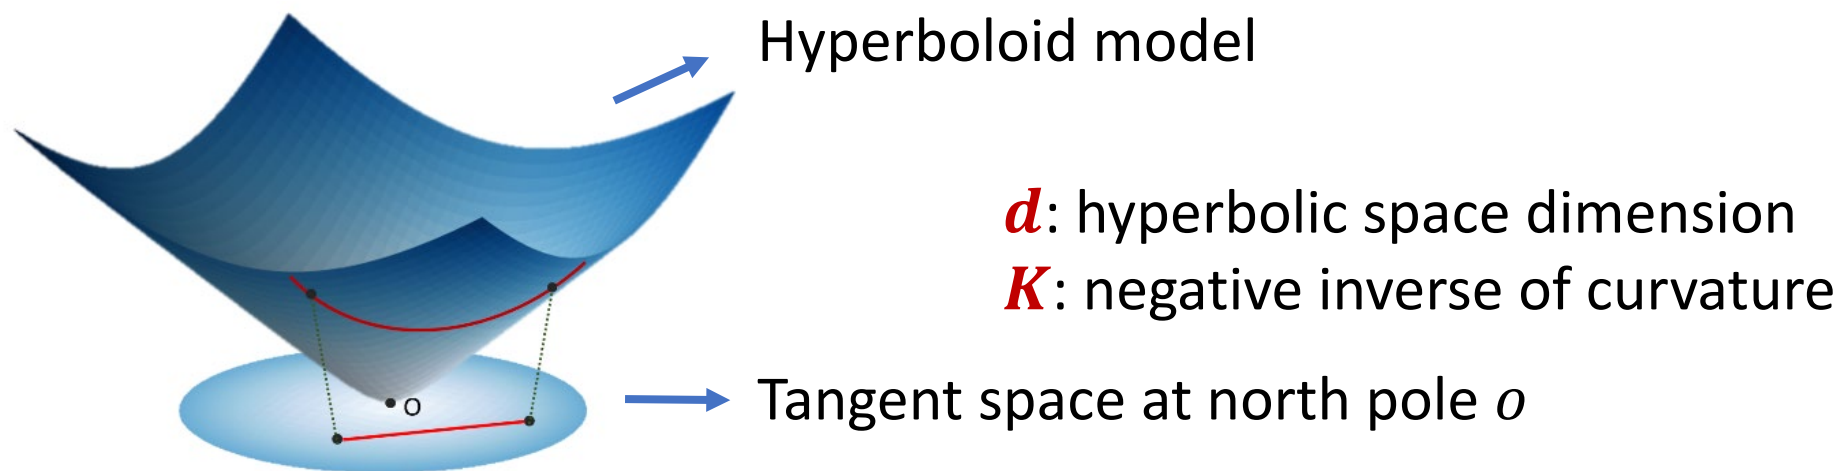 Hyperboloid model
d: hyperbolic space dimension
K: negative inverse of curvature
o
Tangent space at north pole o